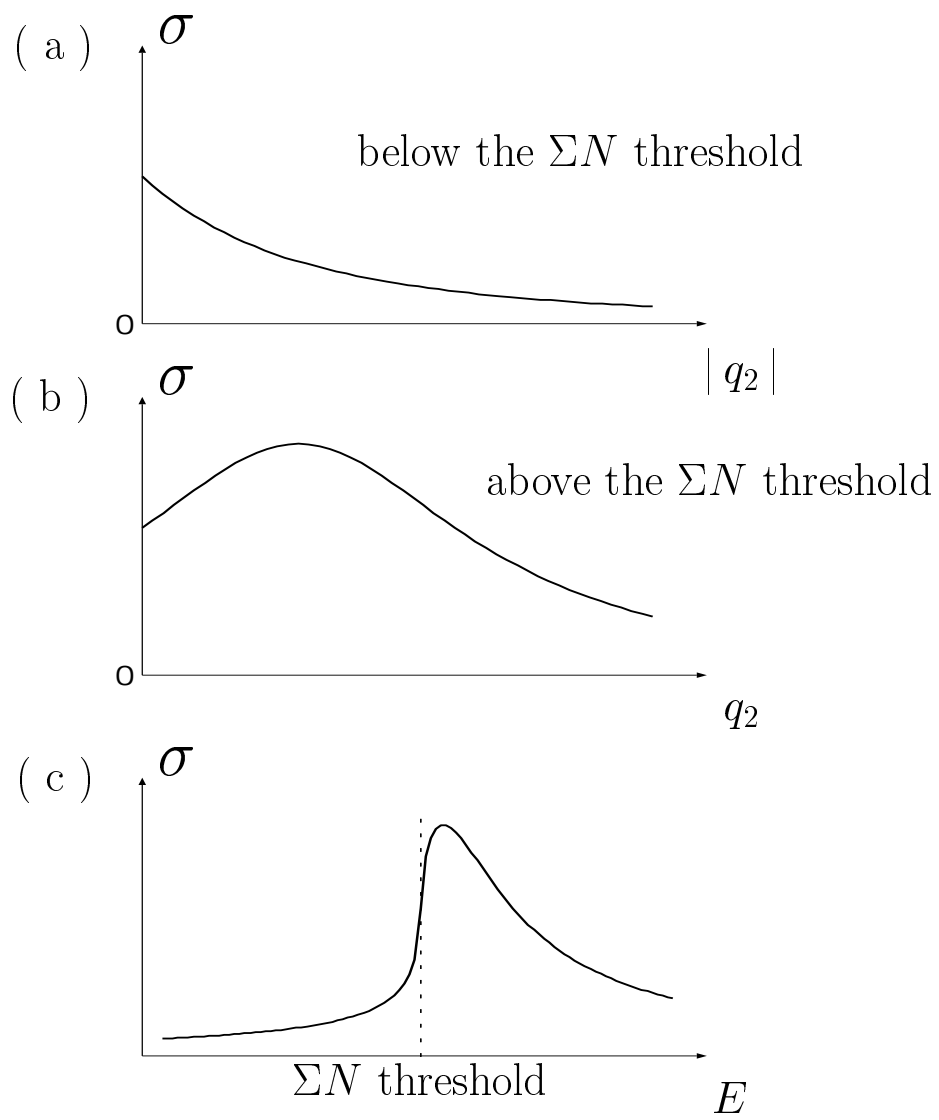 ( a )
σ
below the ΣN threshold
0
| q₂ |
( b )
σ
above the ΣN threshold
0
q₂
( c )
σ
ΣN threshold
E